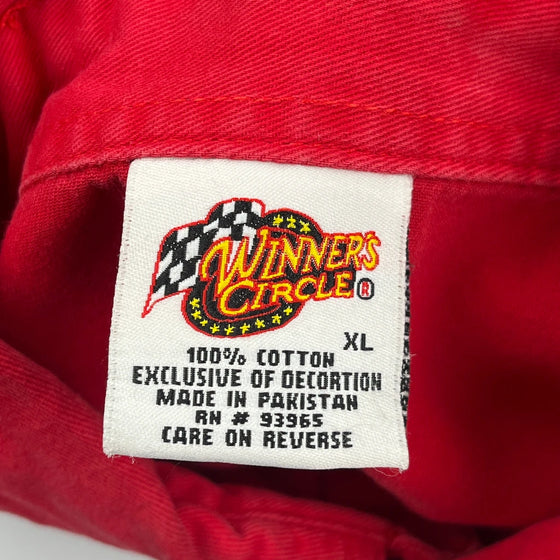 WINNER'S
CIRCLE ®
XL
100% COTTON
EXCLUSIVE OF DECORTION
MADE IN PAKISTAN
RN # 93965
CARE ON REVERSE